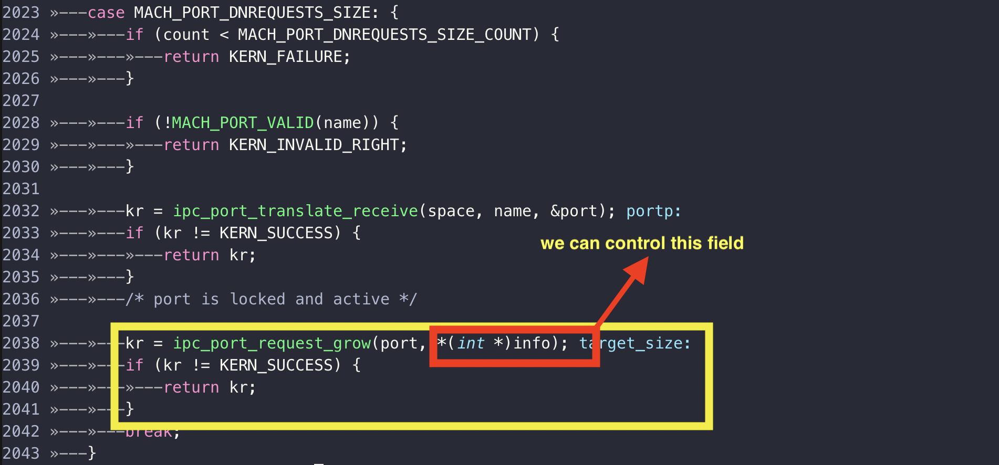 2023 »–––case MACH_PORT_DNREQUESTS_SIZE: {
2024 »–––»–––if (count < MACH_PORT_DNREQUESTS_SIZE_COUNT) {
2025 »–––»–––»–––return KERN_FAILURE;
2026 »–––»–––}
2027
2028 »–––»–––if (!MACH_PORT_VALID(name)) {
2029 »–––»–––»–––return KERN_INVALID_RIGHT;
2030 »–––»–––}
2031
2032 »–––»–––kr = ipc_port_translate_receive(space, name, &port); portp:
2033 »–––»–––if (kr != KERN_SUCCESS) {
we can control this field
2034 »–––»–––»–––return kr;
2035 »–––»–––}
2036 »–––»–––/* port is locked and active */
2037
2038 »–––»–––kr = ipc_port_request_grow(port, *(int *)info); target_size:
2039 »–––»–––if (kr != KERN_SUCCESS) {
2040 »–––»–––»–––return kr;
2041 »–––»–––}
2042 »–––»–––break;
2043 »–––}